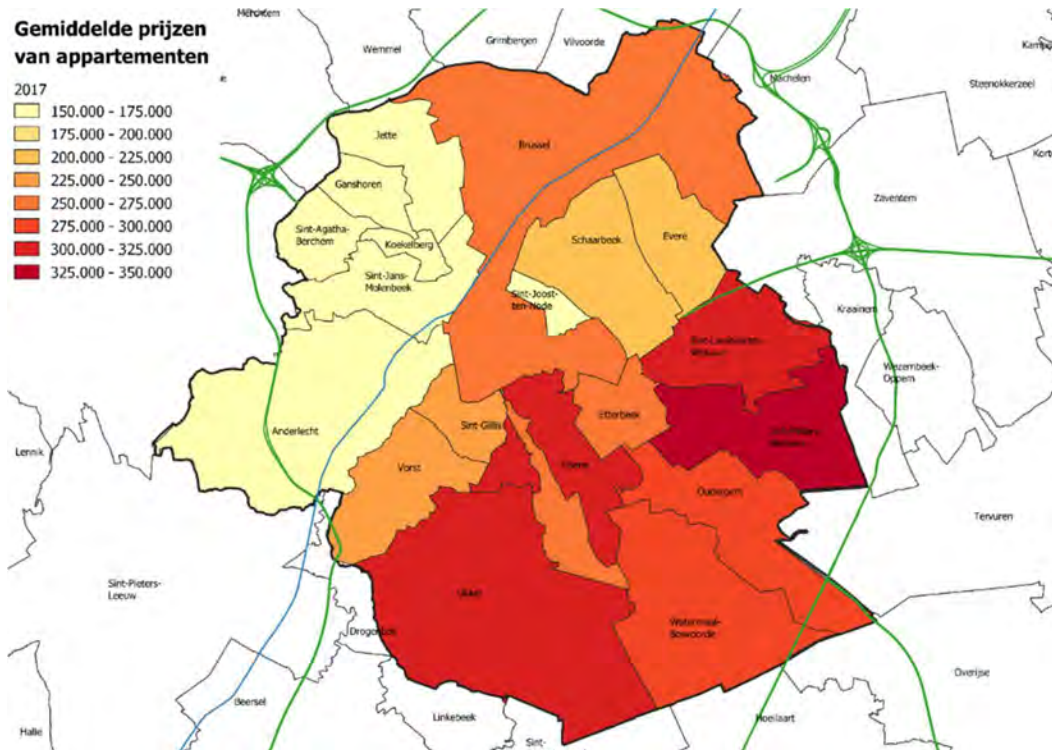 Gemiddelde prijzen
van appartementen
2017
150.000 - 175.000
175.000 - 200.000
200.000 - 225.000
225.000 - 250.000
250.000 - 275.000
275.000 - 300.000
300.000 - 325.000
325.000 - 350.000
Wemmel
Grimbergen
Vilvoorde
Machelen
Steenokkerzeel
Jette
Brussel
Ganshoren
Zaventem
Sint-Agatha-
Berchem
Koekelberg
Schaarbeek
Evere
Sint-Jans-
Molenbeek
Sint-Joost-
ten-Node
Kraainem
Sint-Lambrechts-
Woluwe
Wezembeek-
Oppem
Etterbeek
Anderlecht
Sint-Gillis
Lennik
Vorst
Elsene
Oudergem
Tervuren
Sint-Pieters-
Leeuw
Ukkel
Watermaal-
Bosvoorde
Drogenbos
Overijse
Beersel
Linkebeek
Hoeilaart
Halle
Sint-